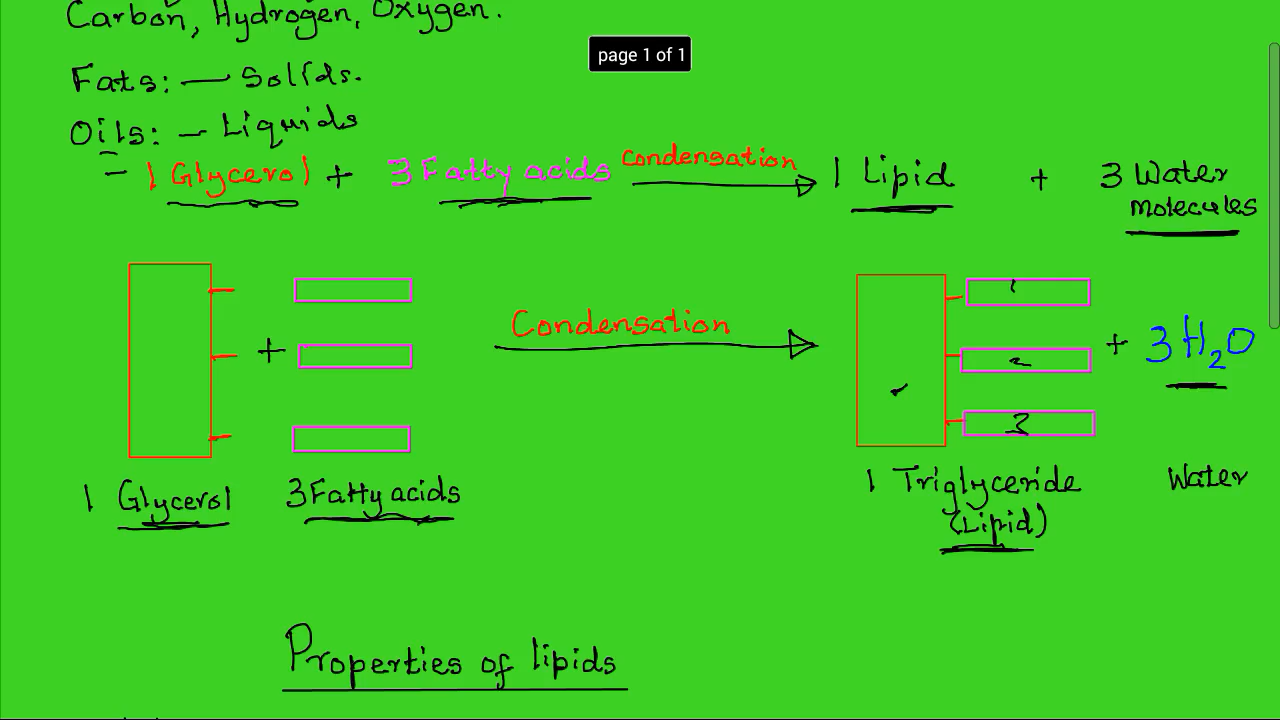 Carbon, Hydrogen, Oxygen.
page 1 of 1
Fats: — Solids.
Oils: — Liquids
– 1 Glycerol + 3 Fatty acids Condensation 1 Lipid + 3 Water molecules
+ Condensation 1 2 3 + 3H₂O
1 Glycerol 3 Fatty acids 1 Triglyceride (Lipid) Water
Properties of lipids